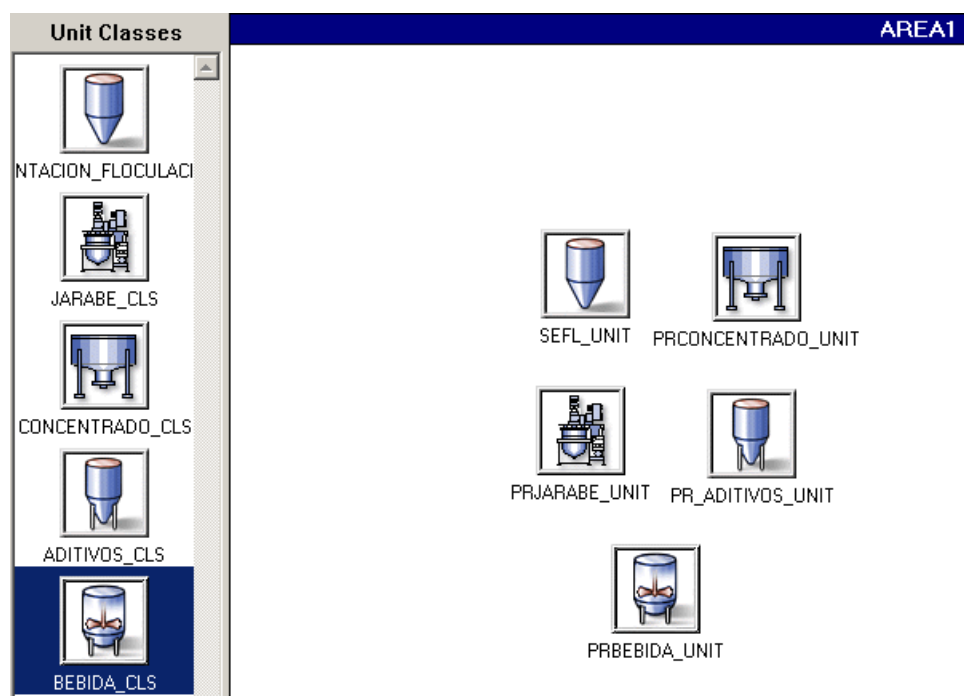 Unit Classes
AREA1
NTACION_FLOCULACI
JARABE_CLS
CONCENTRADO_CLS
ADITIVOS_CLS
BEBIDA_CLS
SEFL_UNIT
PRCONCENTRADO_UNIT
PRJARABE_UNIT
PR_ADITIVOS_UNIT
PRBEBIDA_UNIT